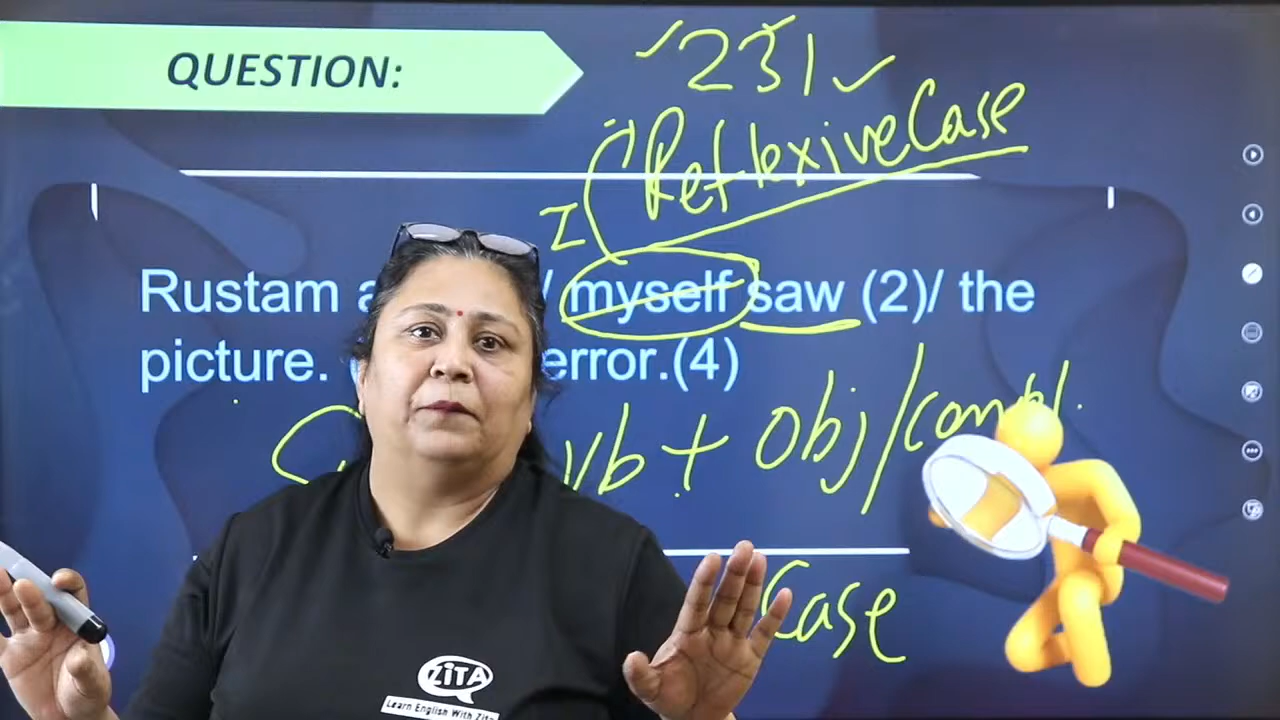 QUESTION:
231
Reflexive Case
I
Rustam / myself saw (2)/ the
picture. error.(4)
Vb + Obj/Compl.
Case
ZiTA
Learn English With Zita